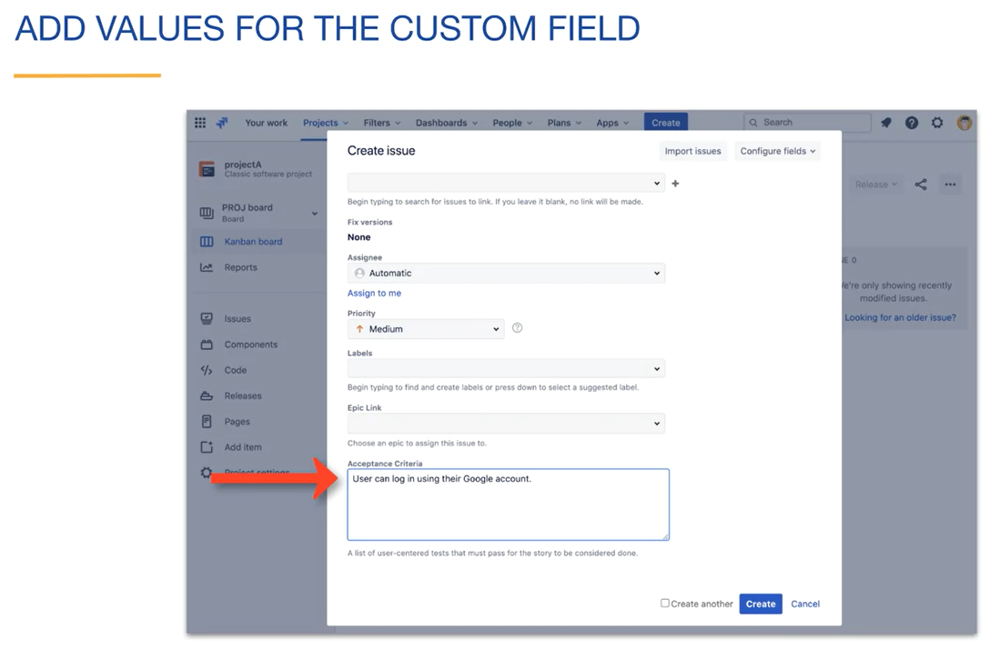 ADD VALUES FOR THE CUSTOM FIELD
Your work Projects Filters Dashboards People Plans Apps Create Search
projectA
Classic software project
PROJ board
Board
Kanban board
Reports
Issues
Components
Code
Releases
Pages
Add item
Project settings
Create issue
Import issues Configure fields
Begin typing to search for issues to link. If you leave it blank, no link will be made.
Fix versions
None
Assignee
Automatic
Assign to me
Priority
Medium
Labels
Begin typing to find and create labels or press down to select a suggested label.
Epic Link
Choose an epic to assign this issue to.
Acceptance Criteria
User can log in using their Google account.
A list of user-centered tests that must pass for the story to be considered done.
Create another Create Cancel
Release
NE 0
We're only showing recently
modified issues.
Looking for an older issue?